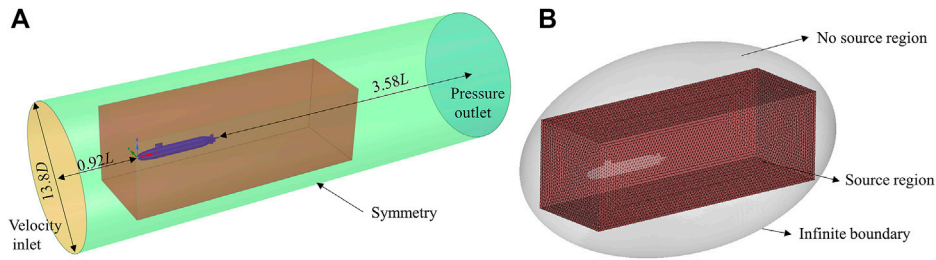 A
3.58L
Pressure
outlet
0.92L
13.8D
Velocity
inlet
Symmetry
B
No source region
Source region
Infinite boundary